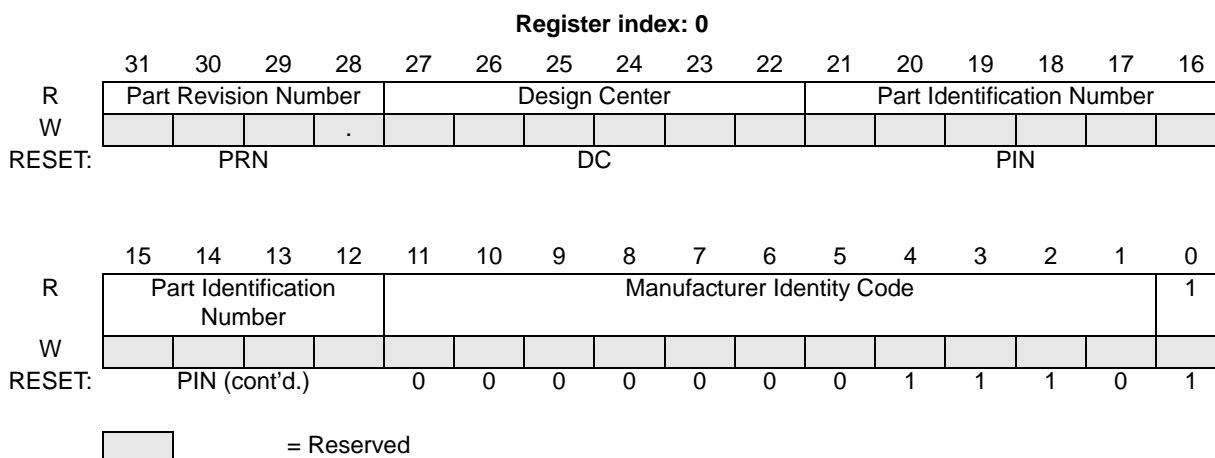 Register index: 0
31 30 29 28 27 26 25 24 23 22 21 20 19 18 17 16
R Part Revision Number Design Center Part Identification Number
W .
RESET: PRN DC PIN
15 14 13 12 11 10 9 8 7 6 5 4 3 2 1 0
R Part Identification Manufacturer Identity Code 1
Number
W
RESET: PIN (cont'd.) 0 0 0 0 0 0 0 1 1 1 0 1
= Reserved